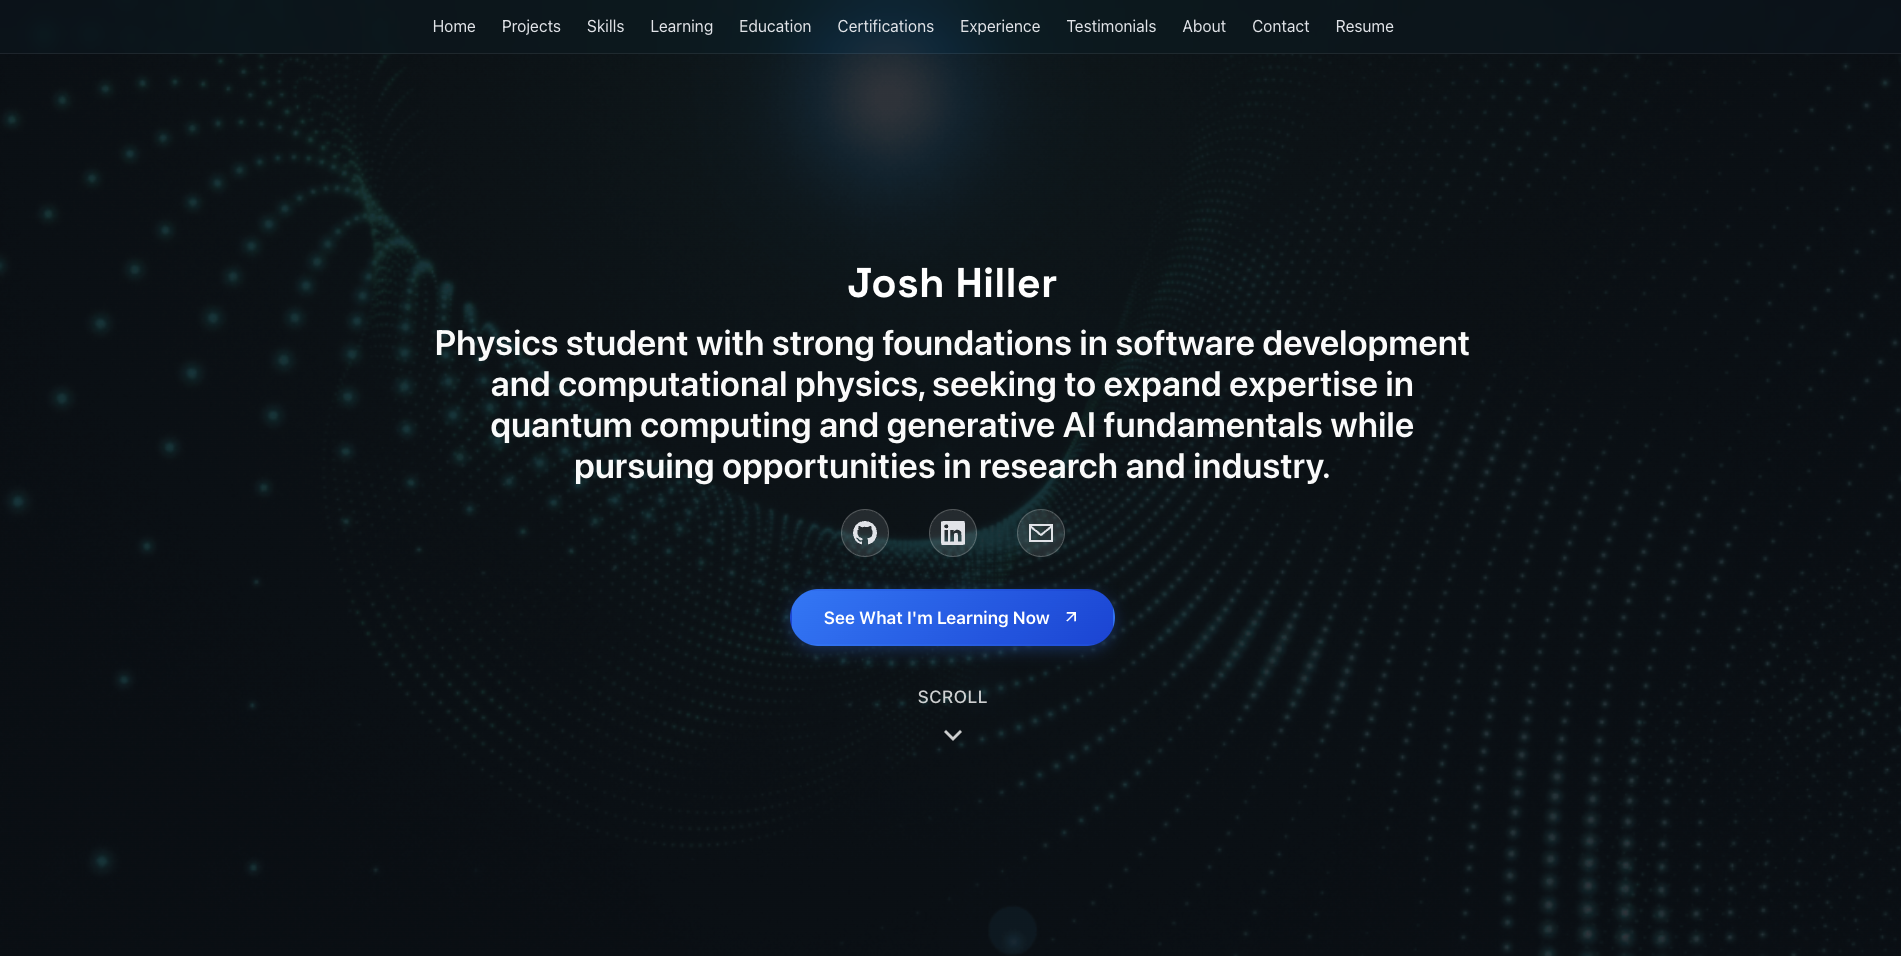 Home Projects Skills Learning Education Certifications Experience Testimonials About Contact Resume
Josh Hiller
Physics student with strong foundations in software development
and computational physics, seeking to expand expertise in
quantum computing and generative AI fundamentals while
pursuing opportunities in research and industry.
in
See What I'm Learning Now
SCROLL